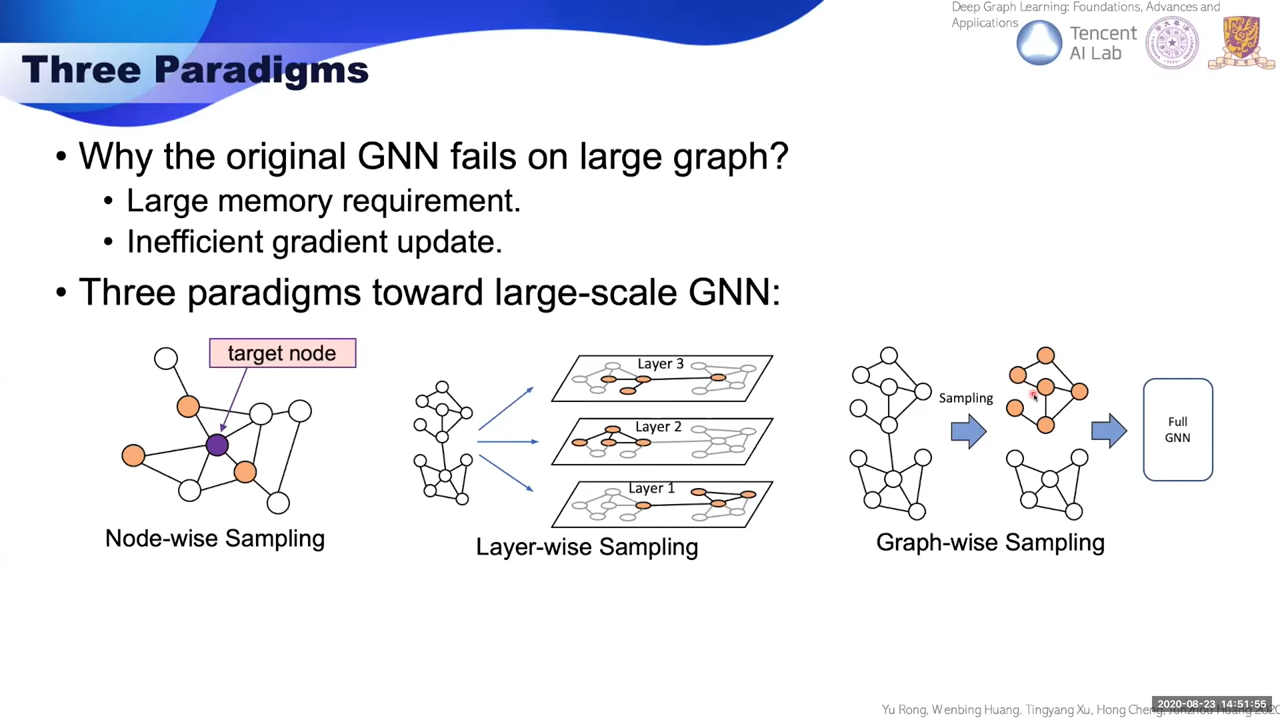 Deep Graph Learning: Foundations, Advances and
Applications
Tencent
AI Lab
Three Paradigms
• Why the original GNN fails on large graph?
• Large memory requirement.
• Inefficient gradient update.
• Three paradigms toward large-scale GNN:
target node
Node-wise Sampling
Layer 3
Layer 2
Layer 1
Layer-wise Sampling
Sampling
Full
GNN
Graph-wise Sampling
Yu Rong, Wenbing Huang, Tingyang Xu, Hong Cheng,
2020-08-23 14:51:55